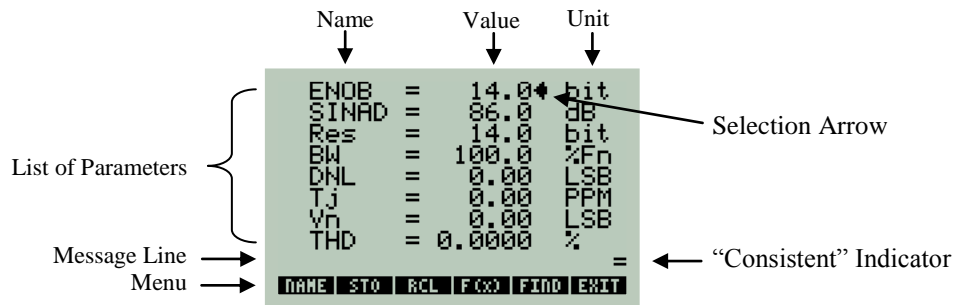 Name Value Unit
ENOB = 14.0 bit
SINAD = 86.0 dB
Res = 14.0 bit
BW = 100.0 %Fn
DNL = 0.00 LSB
Tj = 0.00 PPM
Vn = 0.00 LSB
THD = 0.0000 %
=
NAME STO RCL F(x) FIND EXIT
List of Parameters
Message Line
Menu
Selection Arrow
“Consistent” Indicator